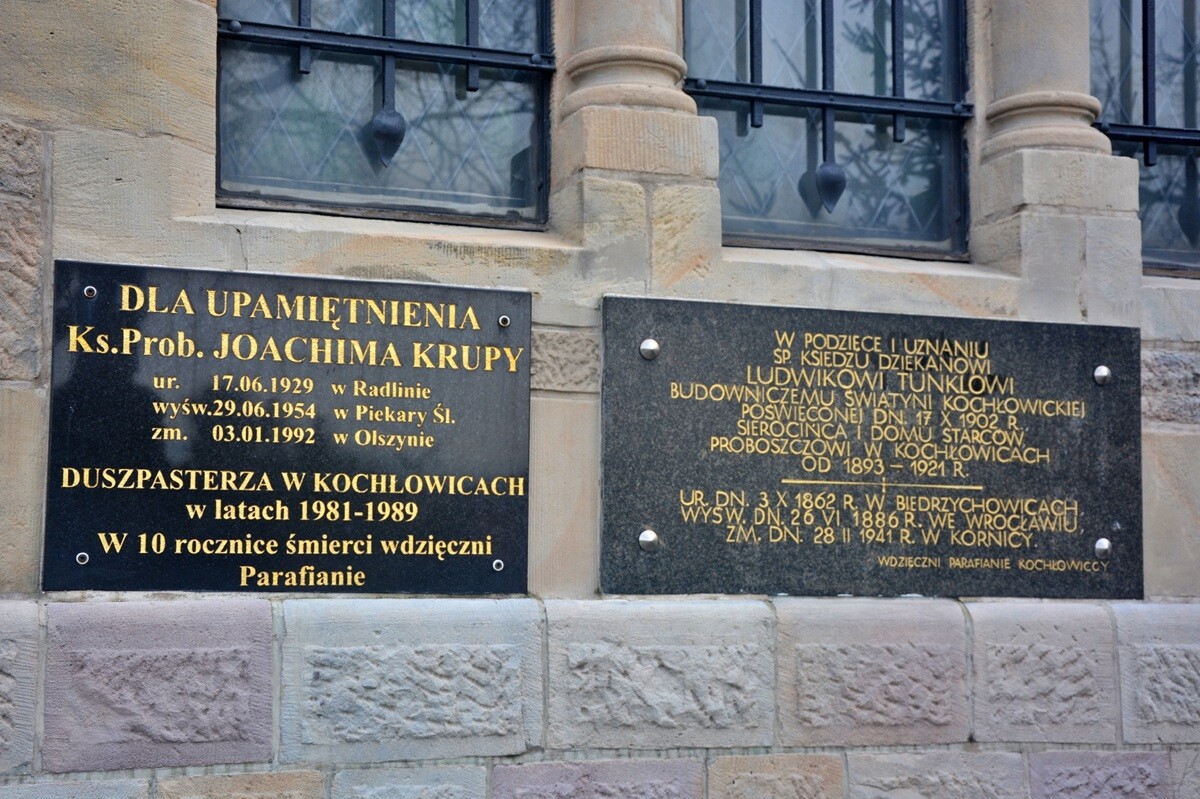 DLA UPAMIĘTNIENIA
Ks.Prob. JOACHIMA KRUPY
ur. 17.06.1929 w Radlinie
wyśw.29.06.1954 w Piekary Śl.
zm. 03.01.1992 w Olszynie
DUSZPASTERZA W KOCHŁOWICACH
w latach 1981-1989
W 10 rocznice śmierci wdzięczni
Parafianie
W PODZIĘCE I UZNANIU
ŚP. KSIĘDZU DZIEKANOWI
LUDWIKOWI TUNKLOWI
BUDOWNICZEMU ŚWIĄTYNI KOCHŁOWICKIEJ
POŚWIĘCONEJ DN. 17 X 1902 R.,
SIEROCIŃCA I DOMU STARCÓW,
PROBOSZCZOWI W KOCHŁOWICACH
OD 1893 – 1921 R.
UR. DN. 3 X 1862 R. W BIEDRZYCHOWICACH,
WYŚW. DN. 26 VI 1886 R. WE WROCŁAWIU,
ZM. DN. 28 II 1941 R. W KORNICY.
WDZIĘCZNI PARAFIANIE KOCHŁOWICCY